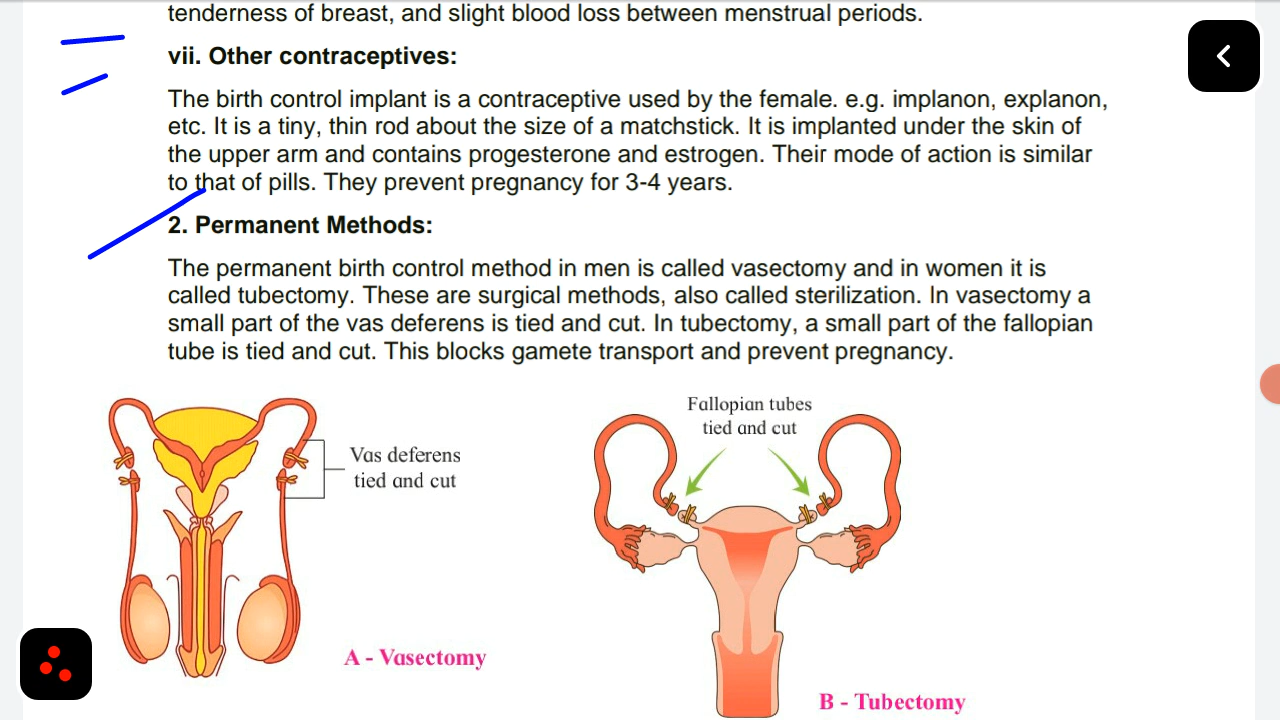 tenderness of breast, and slight blood loss between menstrual periods.
vii. Other contraceptives:
The birth control implant is a contraceptive used by the female. e.g. implanon, explanon,
etc. It is a tiny, thin rod about the size of a matchstick. It is implanted under the skin of
the upper arm and contains progesterone and estrogen. Their mode of action is similar
to that of pills. They prevent pregnancy for 3-4 years.
2. Permanent Methods:
The permanent birth control method in men is called vasectomy and in women it is
called tubectomy. These are surgical methods, also called sterilization. In vasectomy a
small part of the vas deferens is tied and cut. In tubectomy, a small part of the fallopian
tube is tied and cut. This blocks gamete transport and prevent pregnancy.
Vas deferens
tied and cut
A - Vasectomy
Fallopian tubes
tied and cut
B - Tubectomy